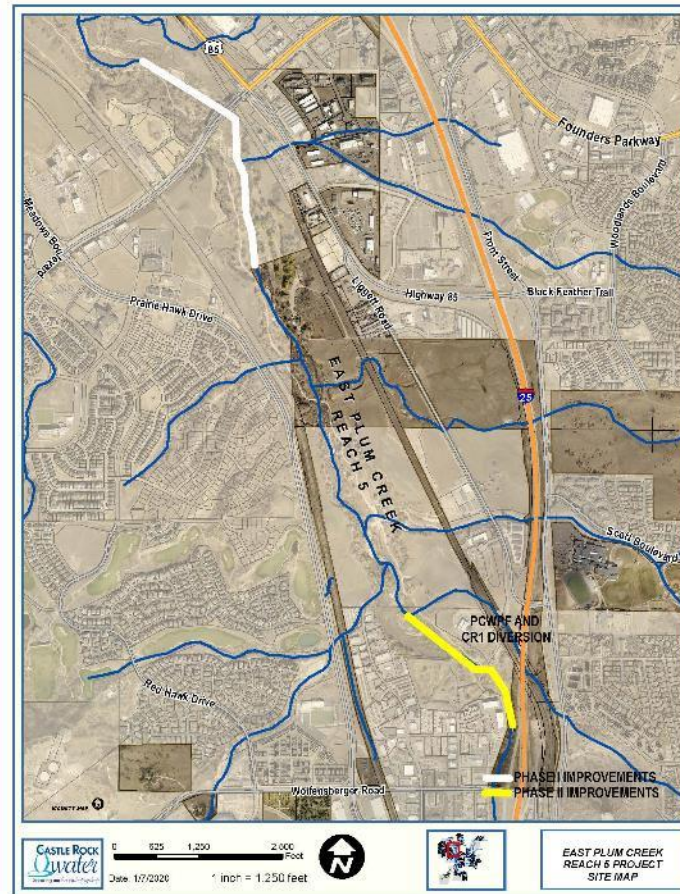 85
Founders Parkway
Woodlands Boulevard
Meadows Boulevard
Front Street
Liggett Road
Highway 85
Black Feather Trail
Prairie Hawk Drive
EAST PLUM CREEK
REACH 5
25
Scott Boulevard
PCWPF AND
CR1 DIVERSION
Red Hawk Drive
PHASE I IMPROVEMENTS
PHASE II IMPROVEMENTS
Wolfensberger Road
CASTLE ROCK
water
0 625 1,250 2,500
Feet
Date: 1/7/2020
1 inch = 1,250 feet
N
EAST PLUM CREEK
REACH 5 PROJECT
SITE MAP